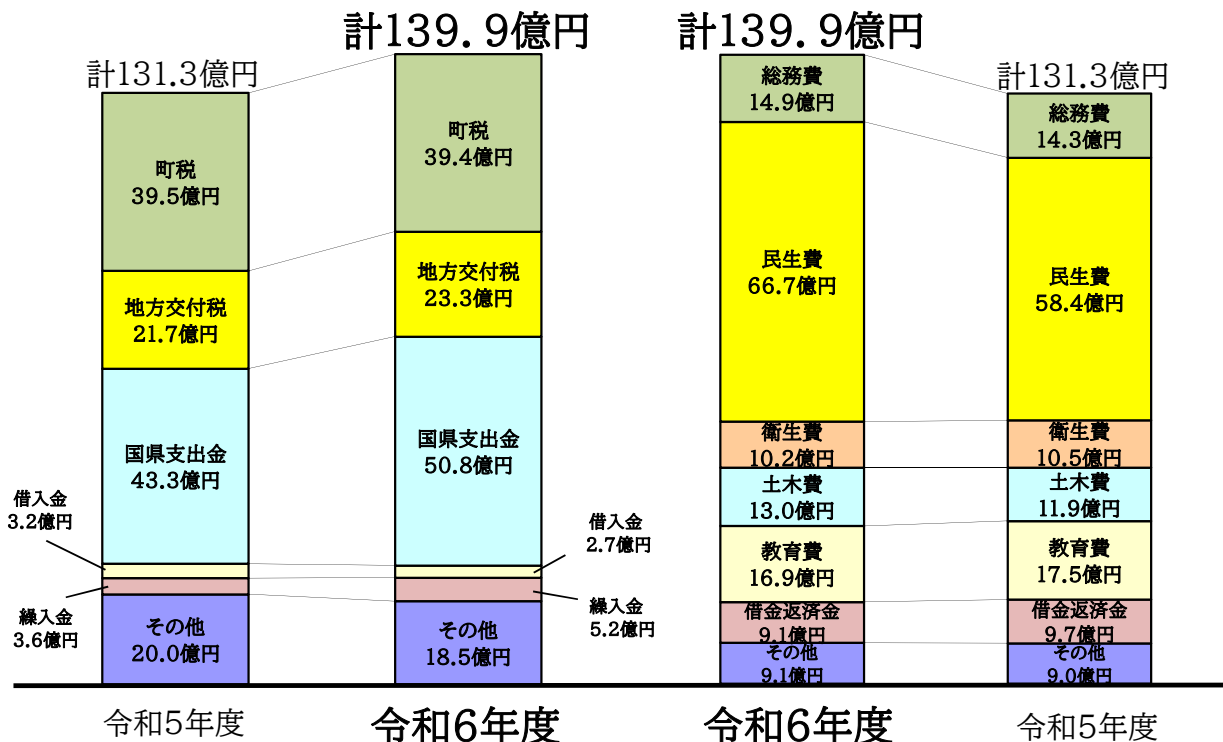 計131.3億円
町税
39.5億円
地方交付税
21.7億円
国県支出金
43.3億円
借入金
3.2億円
繰入金
3.6億円
その他
20.0億円
令和5年度
計139.9億円
町税
39.4億円
地方交付税
23.3億円
国県支出金
50.8億円
借入金
2.7億円
繰入金
5.2億円
その他
18.5億円
令和6年度
計139.9億円
総務費
14.9億円
民生費
66.7億円
衛生費
10.2億円
土木費
13.0億円
教育費
16.9億円
借金返済金
9.1億円
その他
9.1億円
令和6年度
計131.3億円
総務費
14.3億円
民生費
58.4億円
衛生費
10.5億円
土木費
11.9億円
教育費
17.5億円
借金返済金
9.7億円
その他
9.0億円
令和5年度